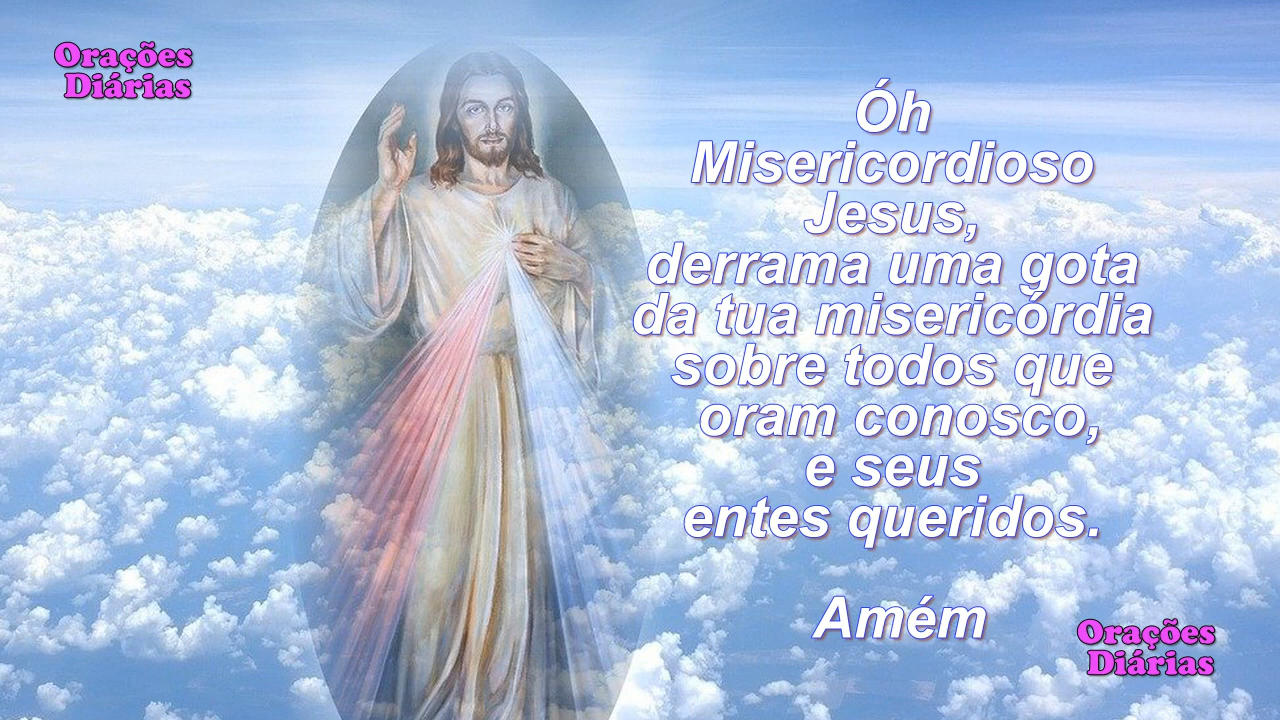 Orações
Diárias
Óh
Misericordioso
Jesus,
derrama uma gota
da tua misericórdia
sobre todos que
oram conosco,
e seus
entes queridos.
Amém
Orações
Diárias